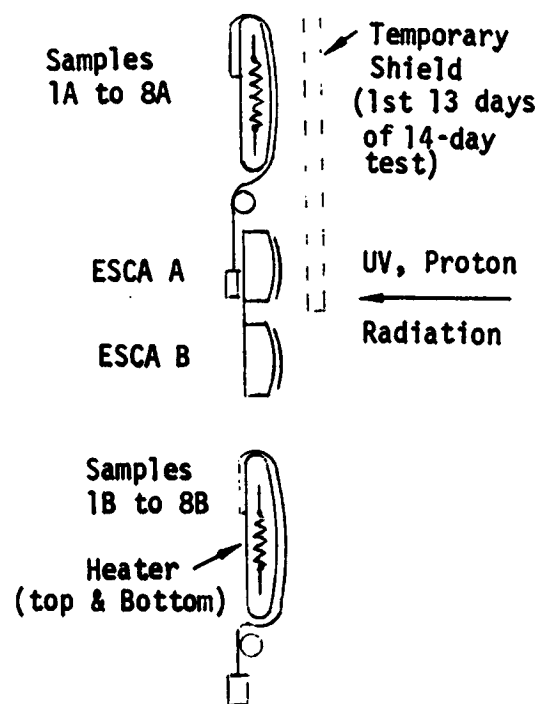 Samples
1A to 8A
Temporary
Shield
(1st 13 days
of 14-day
test)
ESCA A
UV, Proton
Radiation
ESCA B
Samples
1B to 8B
Heater
(top & Bottom)